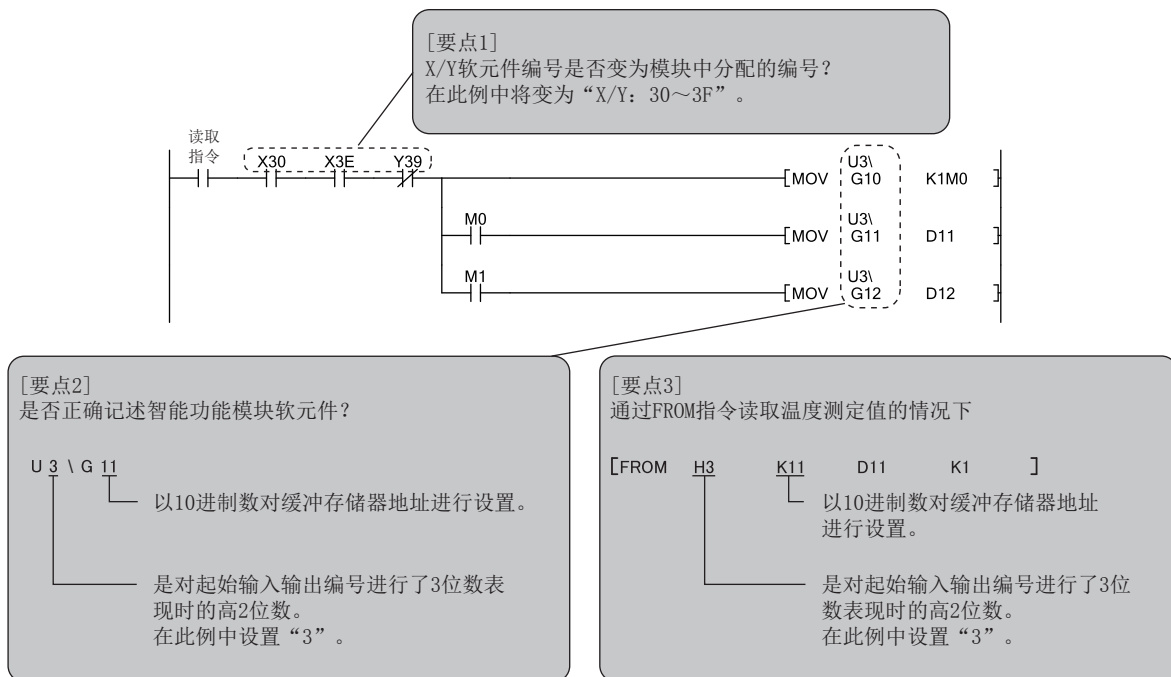 [要点1]
X/Y软元件编号是否变为模块中分配的编号?
在此例中将变为“X/Y: 30～3F”。
读取
指令
X30 X3E Y39
[MOV U3\ G10 K1M0 ]
M0
[MOV U3\ G11 D11 ]
M1
[MOV U3\ G12 D12 ]
[要点2]
是否正确记述智能功能模块软元件?
U 3 \ G 11
以10进制数对缓冲存储器地址进行设置。
是对起始输入输出编号进行了3位数表
现时的高2位数。
在此例中设置“3”。
[要点3]
通过FROM指令读取温度测定值的情况下
[FROM H3 K11 D11 K1 ]
以10进制数对缓冲存储器地址
进行设置。
是对起始输入输出编号进行了3位
数表现时的高2位数。
在此例中设置“3”。